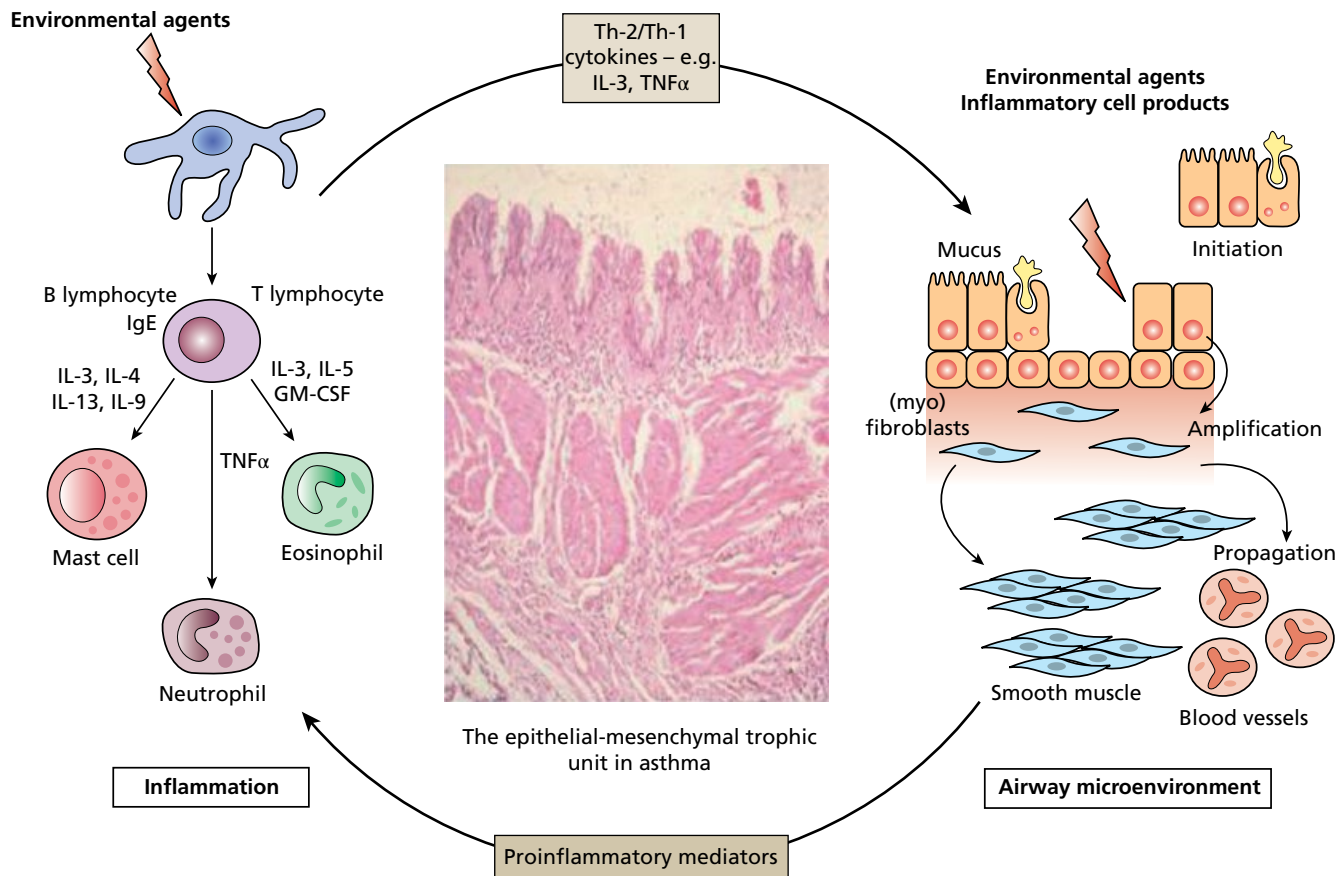 Environmental agents
Th-2/Th-1
cytokines – e.g.
IL-3, TNFα
Environmental agents
Inflammatory cell products
Initiation
Mucus
B lymphocyte
IgE
T lymphocyte
IL-3, IL-4
IL-13, IL-9
IL-3, IL-5
GM-CSF
TNFα
Mast cell
Eosinophil
Neutrophil
(myo)
fibroblasts
Amplification
Propagation
Smooth muscle
Blood vessels
The epithelial-mesenchymal trophic
unit in asthma
Inflammation
Airway microenvironment
Proinflammatory mediators